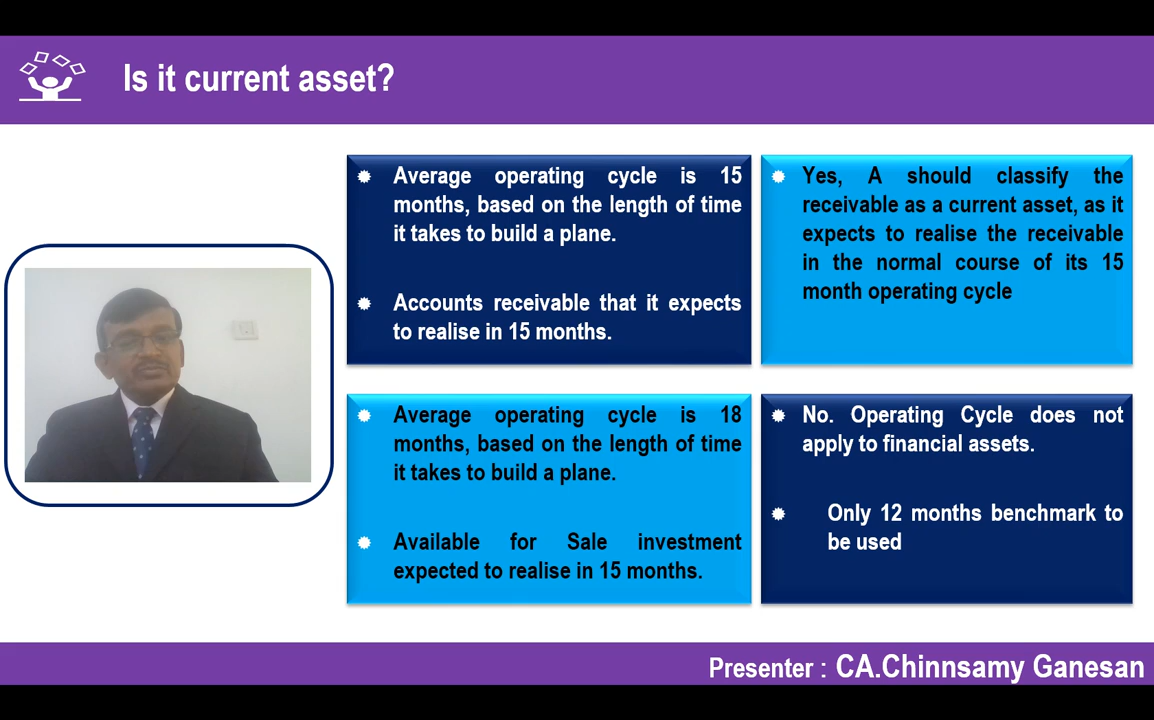 Is it current asset?
Average operating cycle is 15
months, based on the length of time
it takes to build a plane.
Accounts receivable that it expects
to realise in 15 months.
Yes, A should classify the
receivable as a current asset, as it
expects to realise the receivable
in the normal course of its 15
month operating cycle
Average operating cycle is 18
months, based on the length of time
it takes to build a plane.
Available for Sale investment
expected to realise in 15 months.
No. Operating Cycle does not
apply to financial assets.
Only 12 months benchmark to
be used
Presenter : CA.Chinnsamy Ganesan